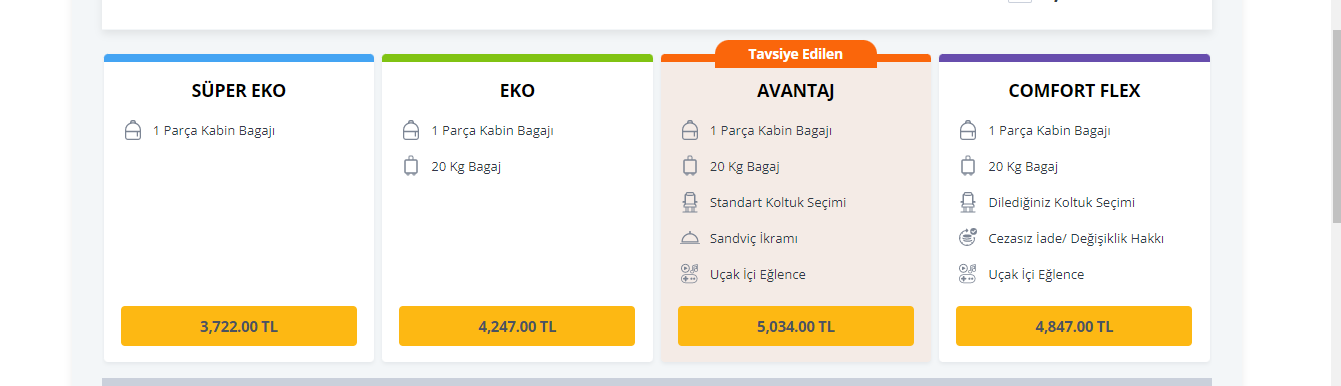 Tavsiye Edilen
SÜPER EKO
1 Parça Kabin Bagajı
3,722.00 TL
EKO
1 Parça Kabin Bagajı
20 Kg Bagaj
4,247.00 TL
AVANTAJ
1 Parça Kabin Bagajı
20 Kg Bagaj
Standart Koltuk Seçimi
Sandviç İkramı
Uçak İçi Eğlence
5,034.00 TL
COMFORT FLEX
1 Parça Kabin Bagajı
20 Kg Bagaj
Dilediğiniz Koltuk Seçimi
Cezasız İade/ Değişiklik Hakkı
Uçak İçi Eğlence
4,847.00 TL